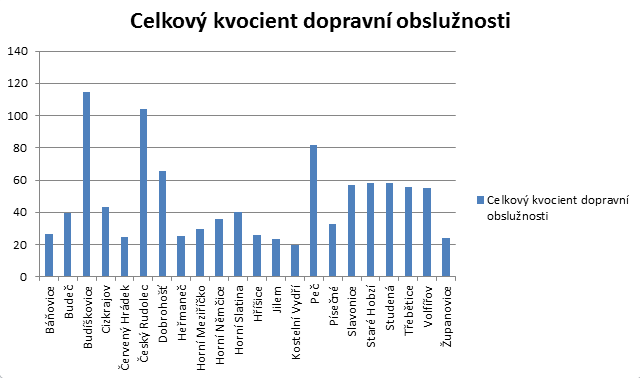 Celkový kvocient dopravní obslužnosti
140
120
100
80
60
40
20
0
Báňovice
Budeč
Budíškovice
Cizkrajov
Červený Hrádek
Český Rudolec
Dobrohošť
Heřmaneč
Horní Meziříčko
Horní Němčice
Horní Slatina
Hříšice
Jilem
Kostelní Vydří
Peč
Písečné
Slavonice
Staré Hobzí
Studená
Třebětice
Volfířov
Županovice
Celkový kvocient dopravní
obslužnosti